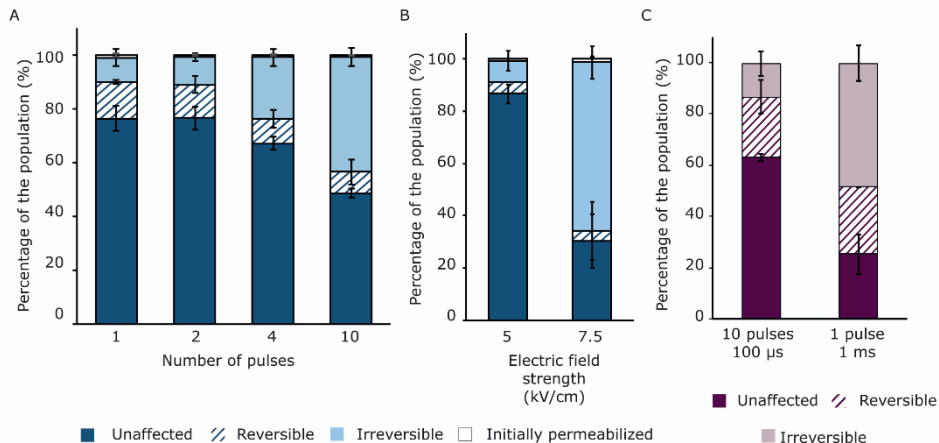 A
Percentage of the population (%)
100
80
60
40
20
0
1 2 4 10
Number of pulses
B
Percentage of the population (%)
100
80
60
40
20
0
5 7.5
Electric field
strength
(kV/cm)
C
Percentage of the population (%)
100
80
60
40
20
0
10 pulses 1 pulse
100 µs 1 ms
Unaffected Reversible Irreversible Initially permeabilized
Unaffected Reversible
Irreversible